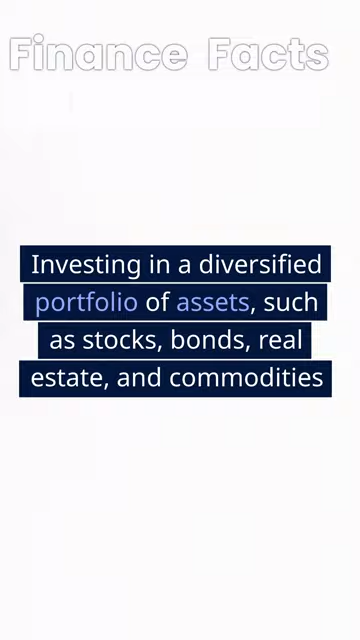 Finance Facts
Investing in a diversified
portfolio of assets, such
as stocks, bonds, real
estate, and commodities